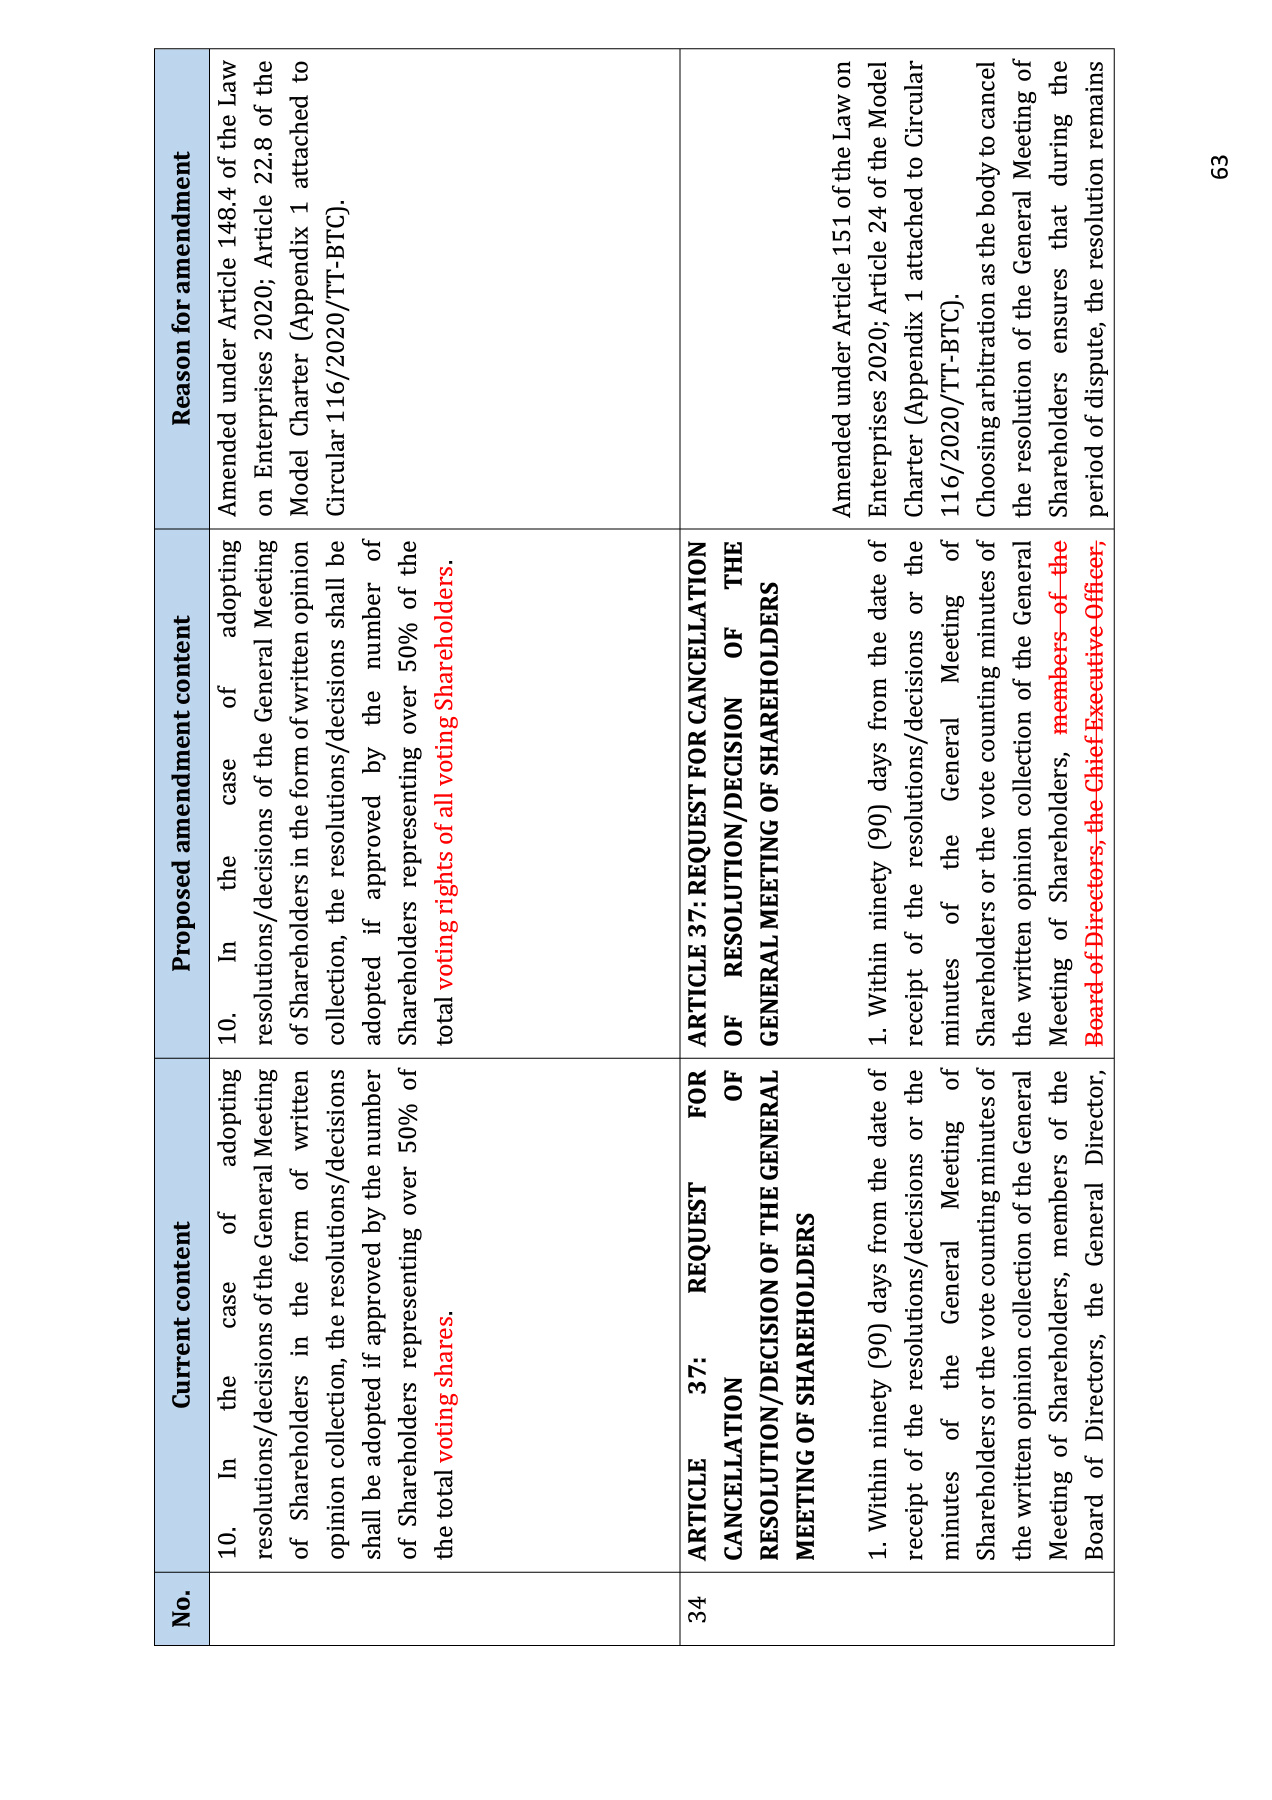 No.
Current content
Proposed amendment content
Reason for amendment
10. In the case of adopting
resolutions/decisions of the General Meeting
of Shareholders in the form of written
opinion collection, the resolutions/decisions
shall be adopted if approved by the number
of Shareholders representing over 50% of
the total voting shares.
10. In the case of adopting
resolutions/decisions of the General Meeting
of Shareholders in the form of written opinion
collection, the resolutions/decisions shall be
adopted if approved by the number of
Shareholders representing over 50% of the
total voting rights of all voting Shareholders.
Amended under Article 148.4 of the Law
on Enterprises 2020; Article 22.8 of the
Model Charter (Appendix 1 attached to
Circular 116/2020/TT-BTC).
34
ARTICLE 37: REQUEST FOR
CANCELLATION OF
RESOLUTION/DECISION OF THE GENERAL
MEETING OF SHAREHOLDERS
1. Within ninety (90) days from the date of
receipt of the resolutions/decisions or the
minutes of the General Meeting of
Shareholders or the vote counting minutes of
the written opinion collection of the General
Meeting of Shareholders, members of the
Board of Directors, the General Director,
ARTICLE 37: REQUEST FOR CANCELLATION
OF RESOLUTION/DECISION OF THE
GENERAL MEETING OF SHAREHOLDERS
1. Within ninety (90) days from the date of
receipt of the resolutions/decisions or the
minutes of the General Meeting of
Shareholders or the vote counting minutes of
the written opinion collection of the General
Meeting of Shareholders, members of the
Board of Directors, the Chief Executive Officer,
Amended under Article 151 of the Law on
Enterprises 2020; Article 24 of the Model
Charter (Appendix 1 attached to Circular
116/2020/TT-BTC).
Choosing arbitration as the body to cancel
the resolution of the General Meeting of
Shareholders ensures that during the
period of dispute, the resolution remains
63